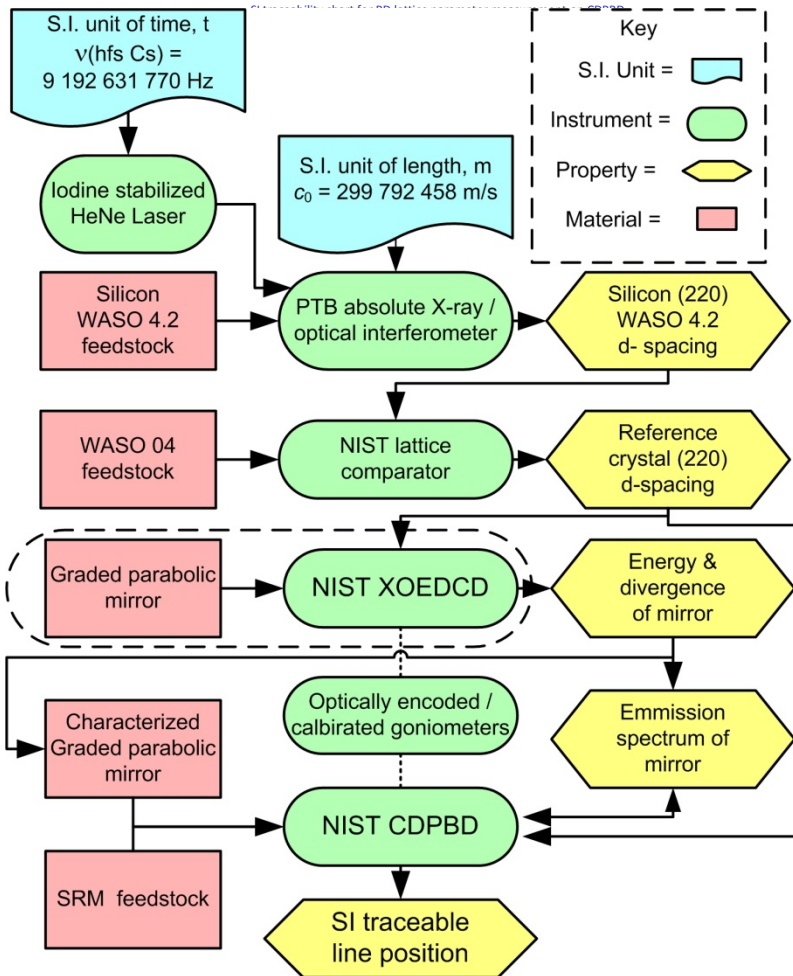 S.I. unit of time, t
ν(hfs Cs) =
9 192 631 770 Hz
Key
S.I. Unit =
Instrument =
Property =
Material =
S.I. unit of length, m
c₀ = 299 792 458 m/s
Iodine stabilized
HeNe Laser
Silicon
WASO 4.2
feedstock
PTB absolute X-ray /
optical interferometer
Silicon (220)
WASO 4.2
d- spacing
WASO 04
feedstock
NIST lattice
comparator
Reference
crystal (220)
d-spacing
Graded parabolic
mirror
NIST XOEDCD
Energy &
divergence
of mirror
Optically encoded /
calbirated goniometers
Characterized
Graded parabolic
mirror
Emmission
spectrum of
mirror
NIST CDPBD
SRM feedstock
SI traceable
line position